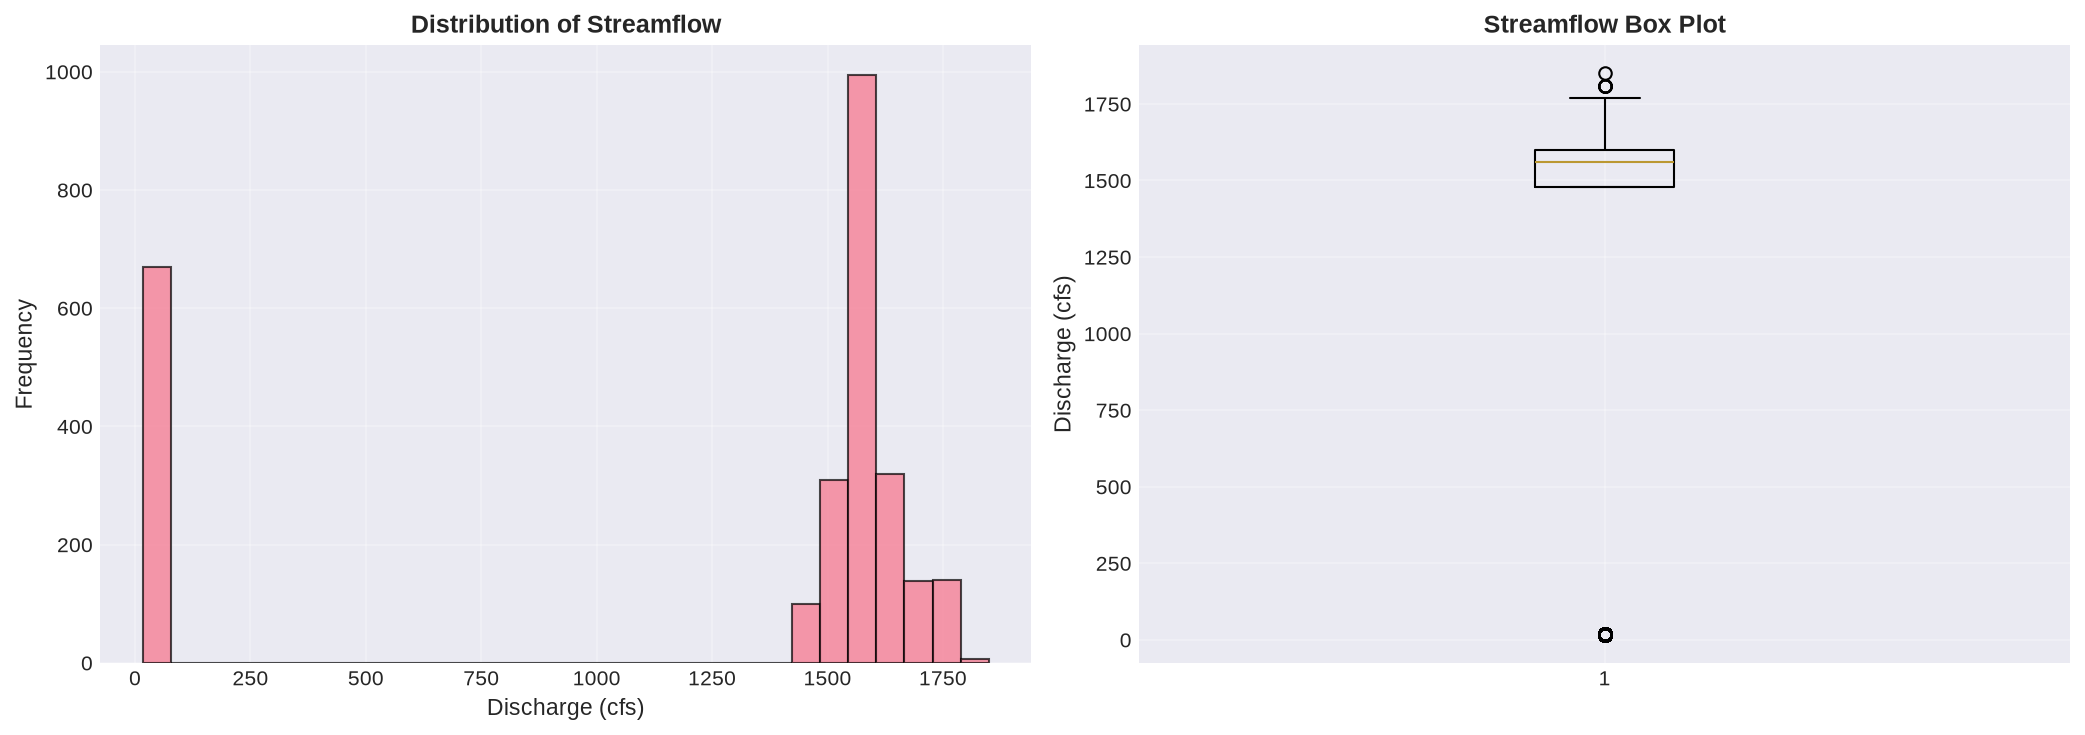 Distribution of Streamflow
1000
800
600
400
200
0
Frequency
0 250 500 750 1000 1250 1500 1750
Discharge (cfs)
Streamflow Box Plot
1750
1500
1250
1000
750
500
250
0
Discharge (cfs)
1